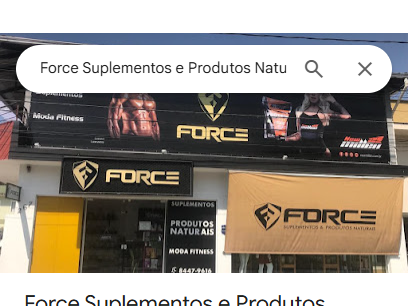 Force Suplementos e Produtos Natu
Suplementos
Moda Fitness
FORCE
FORCE
SUPLEMENTOS
PRODUTOS
NATURAIS
MODA FITNESS
8447-9616
FORCE
SUPLEMENTOS & PRODUTOS NATURAIS
Force Suplementos e Produtos